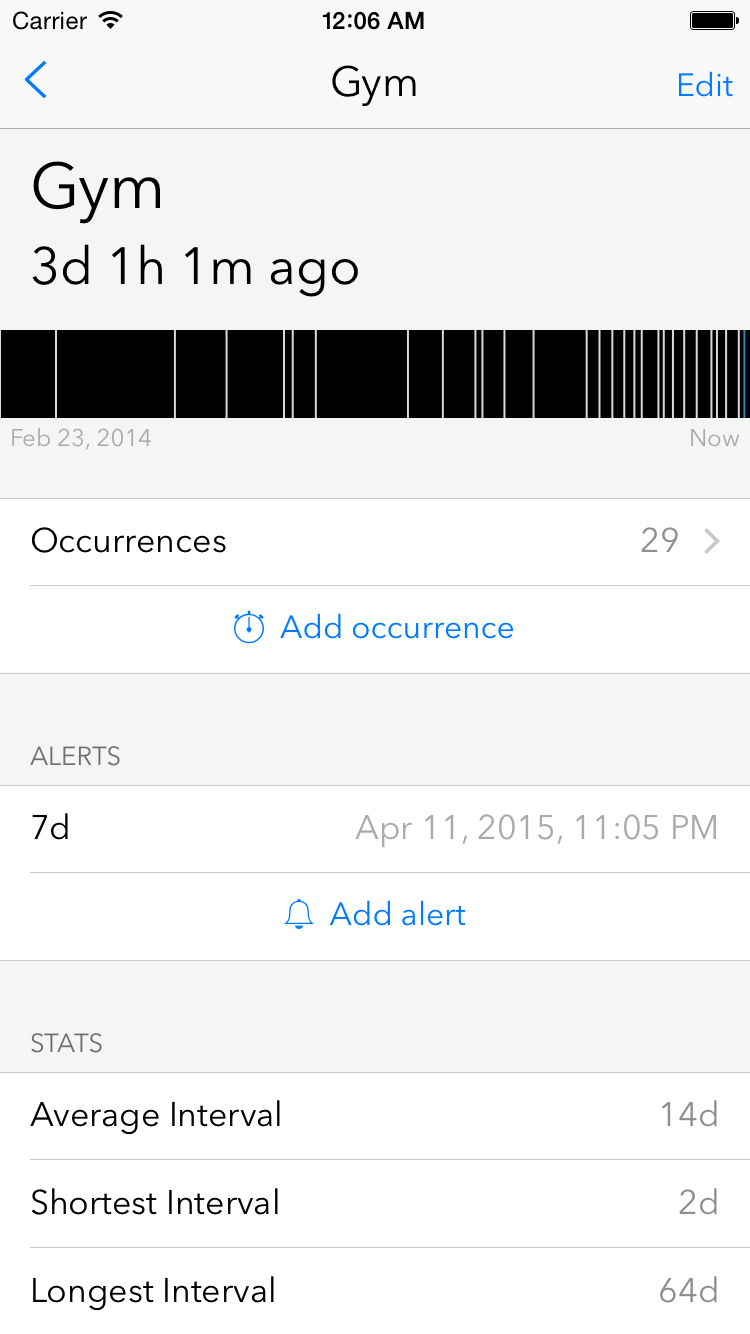 Carrier 12:06 AM
Gym Edit
Gym
3d 1h 1m ago
Feb 23, 2014 Now
Occurrences 29
Add occurrence
ALERTS
7d Apr 11, 2015, 11:05 PM
Add alert
STATS
Average Interval 14d
Shortest Interval 2d
Longest Interval 64d